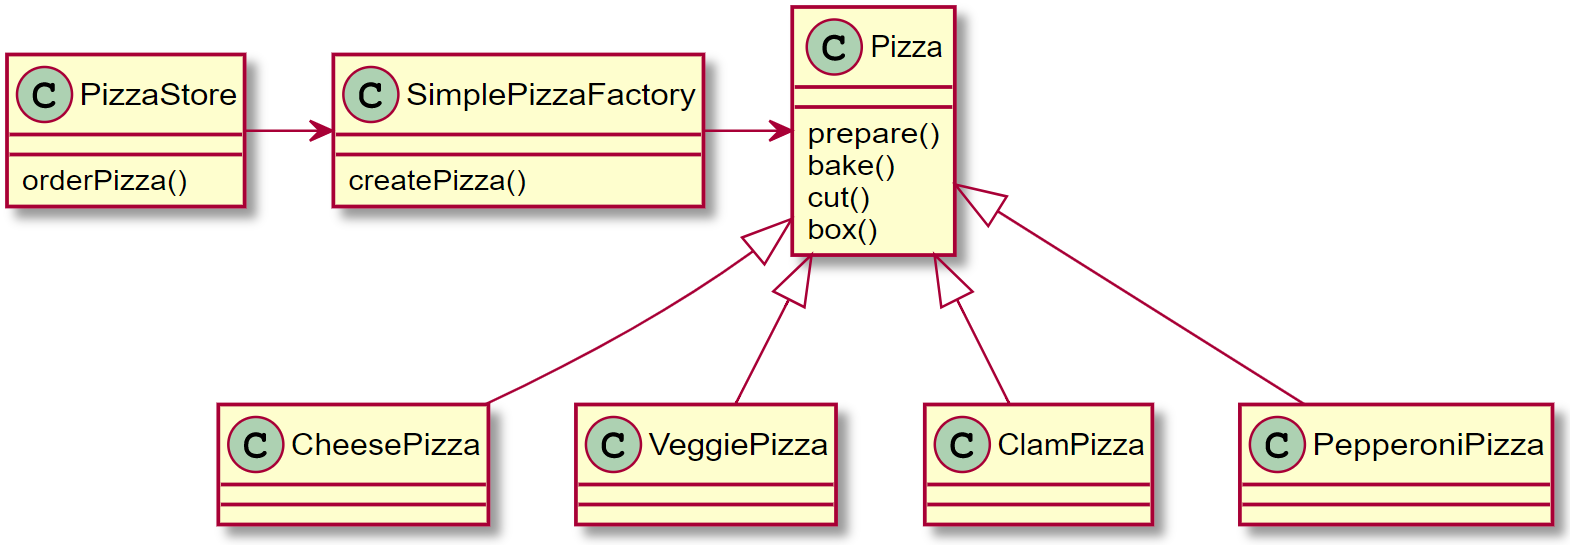 C PizzaStore
orderPizza()
C SimplePizzaFactory
createPizza()
C Pizza
prepare()
bake()
cut()
box()
C CheesePizza
C VeggiePizza
C ClamPizza
C PepperoniPizza